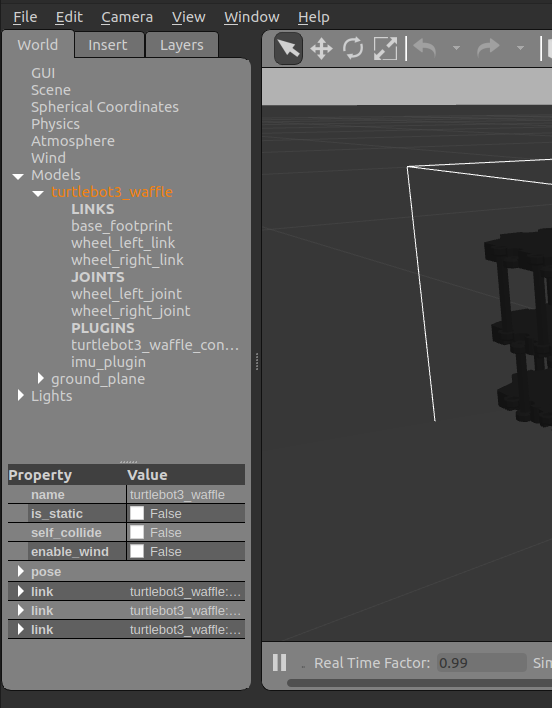 File Edit Camera View Window Help
World Insert Layers
GUI
Scene
Spherical Coordinates
Physics
Atmosphere
Wind
Models
turtlebot3_waffle
LINKS
base_footprint
wheel_left_link
wheel_right_link
JOINTS
wheel_left_joint
wheel_right_joint
PLUGINS
turtlebot3_waffle_con...
imu_plugin
ground_plane
Lights
Property Value
name turtlebot3_waffle
is_static False
self_collide False
enable_wind False
pose
link turtlebot3_waffle:...
link turtlebot3_waffle:...
link turtlebot3_waffle:...
Real Time Factor: 0.99 Sim